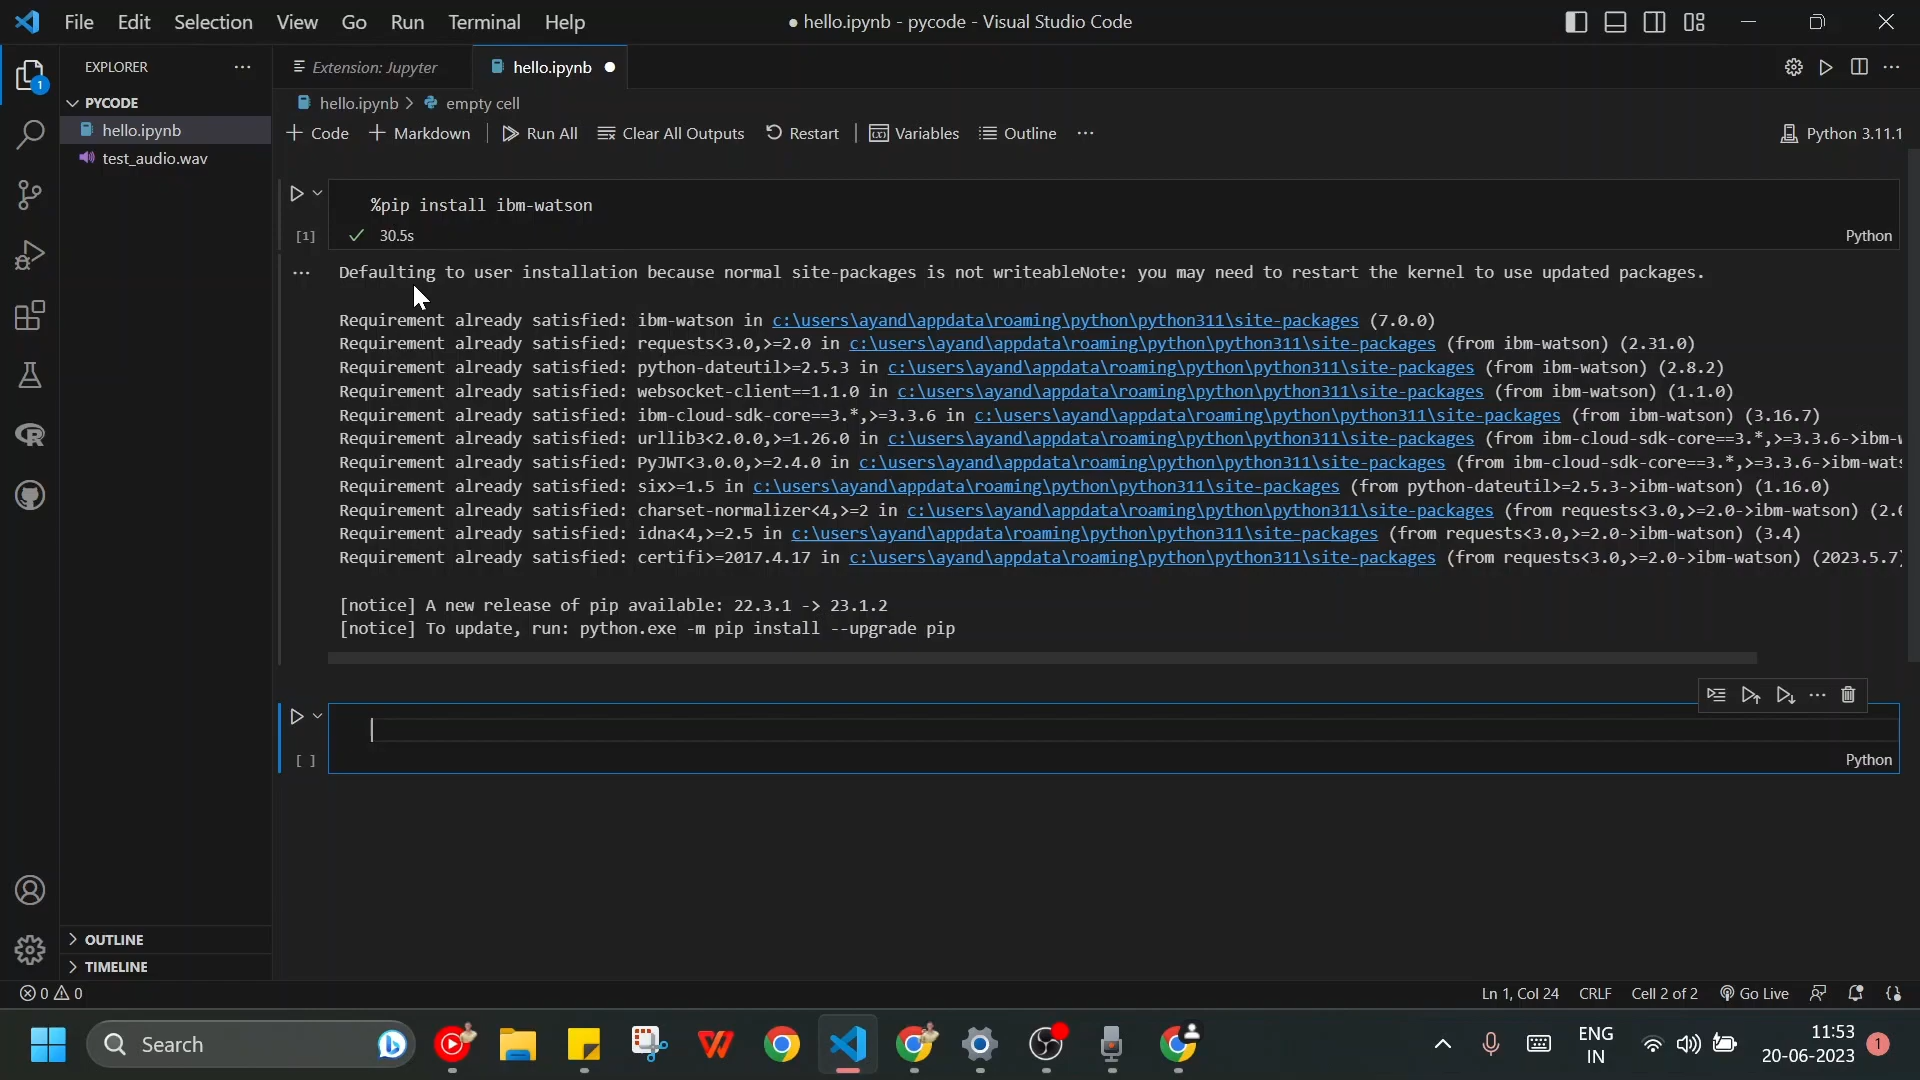 File Edit Selection View Go Run Terminal Help
● hello.ipynb - pycode - Visual Studio Code
EXPLORER
Extension: Jupyter
hello.ipynb
PYCODE
hello.ipynb
test_audio.wav
1
hello.ipynb > empty cell
+ Code + Markdown Run All Clear All Outputs Restart Variables Outline ...
Python 3.11.1
%pip install ibm-watson
[1] 30.5s
Python
Defaulting to user installation because normal site-packages is not writeableNote: you may need to restart the kernel to use updated packages.
Requirement already satisfied: ibm-watson in c:\users\ayand\appdata\roaming\python\python311\site-packages (7.0.0)
Requirement already satisfied: requests<3.0,>=2.0 in c:\users\ayand\appdata\roaming\python\python311\site-packages (from ibm-watson) (2.31.0)
Requirement already satisfied: python-dateutil>=2.5.3 in c:\users\ayand\appdata\roaming\python\python311\site-packages (from ibm-watson) (2.8.2)
Requirement already satisfied: websocket-client==1.1.0 in c:\users\ayand\appdata\roaming\python\python311\site-packages (from ibm-watson) (1.1.0)
Requirement already satisfied: ibm-cloud-sdk-core==3.*,>=3.3.6 in c:\users\ayand\appdata\roaming\python\python311\site-packages (from ibm-watson) (3.16.7)
Requirement already satisfied: urllib3<2.0.0,>=1.26.0 in c:\users\ayand\appdata\roaming\python\python311\site-packages (from ibm-cloud-sdk-core==3.*,>=3.3.6->ibm-w
Requirement already satisfied: PyJWT<3.0.0,>=2.4.0 in c:\users\ayand\appdata\roaming\python\python311\site-packages (from ibm-cloud-sdk-core==3.*,>=3.3.6->ibm-wats
Requirement already satisfied: six>=1.5 in c:\users\ayand\appdata\roaming\python\python311\site-packages (from python-dateutil>=2.5.3->ibm-watson) (1.16.0)
Requirement already satisfied: charset-normalizer<4,>=2 in c:\users\ayand\appdata\roaming\python\python311\site-packages (from requests<3.0,>=2.0->ibm-watson) (2.
Requirement already satisfied: idna<4,>=2.5 in c:\users\ayand\appdata\roaming\python\python311\site-packages (from requests<3.0,>=2.0->ibm-watson) (3.4)
Requirement already satisfied: certifi>=2017.4.17 in c:\users\ayand\appdata\roaming\python\python311\site-packages (from requests<3.0,>=2.0->ibm-watson) (2023.5.7
[notice] A new release of pip available: 22.3.1 -> 23.1.2
[notice] To update, run: python.exe -m pip install --upgrade pip
[ ]
Python
OUTLINE
TIMELINE
0 0
Ln 1, Col 24 CRLF Cell 2 of 2 Go Live
Search
ENG
IN
11:53
20-06-2023
1